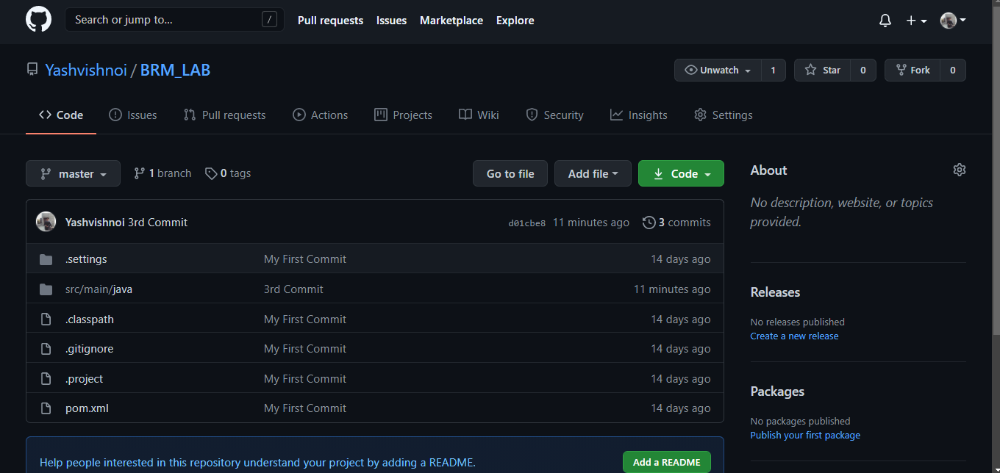 Search or jump to... /
Pull requests Issues Marketplace Explore
Yashvishnoi / BRM_LAB
Unwatch 1 Star 0 Fork 0
Code Issues Pull requests Actions Projects Wiki Security Insights Settings
master 1 branch 0 tags Go to file Add file Code
Yashvishnoi 3rd Commit d01cbe8 11 minutes ago 3 commits
.settings My First Commit 14 days ago
src/main/java 3rd Commit 11 minutes ago
.classpath My First Commit 14 days ago
.gitignore My First Commit 14 days ago
.project My First Commit 14 days ago
pom.xml My First Commit 14 days ago
Help people interested in this repository understand your project by adding a README. Add a README
About
No description, website, or topics
provided.
Releases
No releases published
Create a new release
Packages
No packages published
Publish your first package